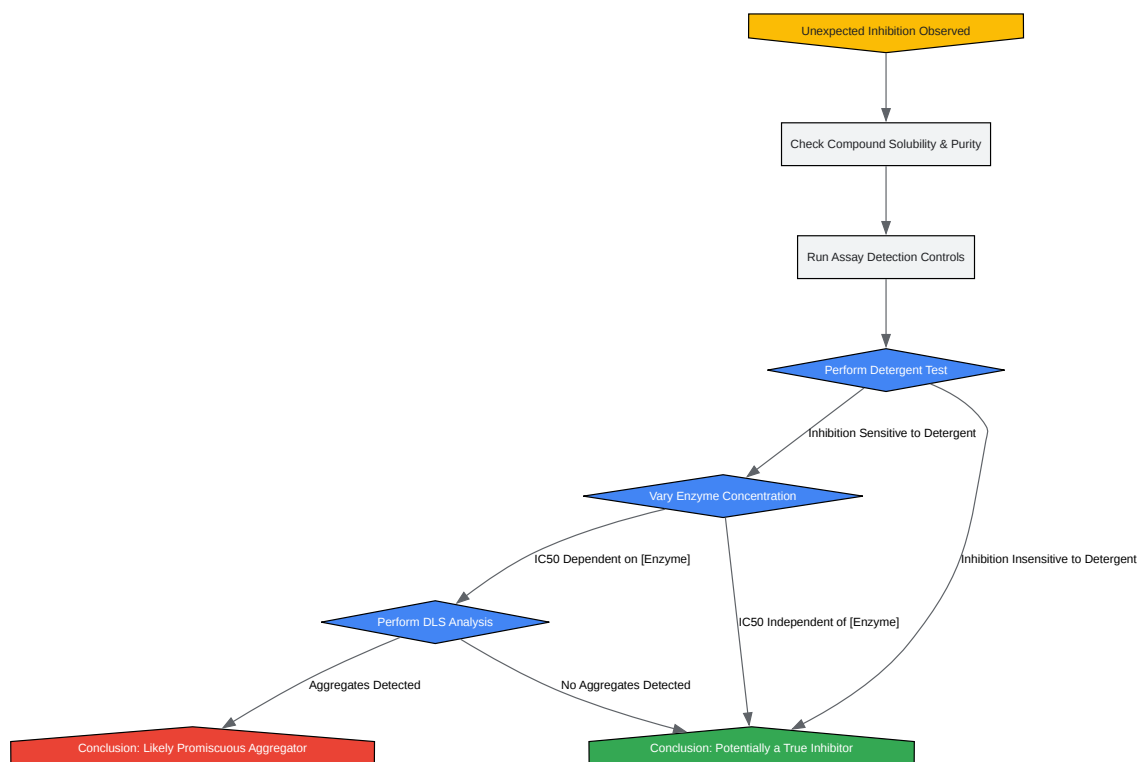 Unexpected Inhibition Observed
Check Compound Solubility & Purity
Run Assay Detection Controls
Perform Detergent Test
Inhibition Sensitive to Detergent
Vary Enzyme Concentration
IC50 Dependent on [Enzyme]
Inhibition Insensitive to Detergent
Perform DLS Analysis
IC50 Independent of [Enzyme]
Aggregates Detected
No Aggregates Detected
Conclusion: Likely Promiscuous Aggregator
Conclusion: Potentially a True Inhibitor